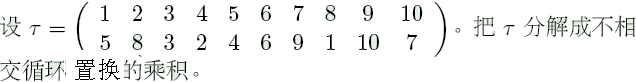 设 τ = ( 1 2 3 4 5 6 7 8 9 10
5 8 3 2 4 6 9 1 10 7 )。把 τ 分解成不相
交循环置换的乘积。